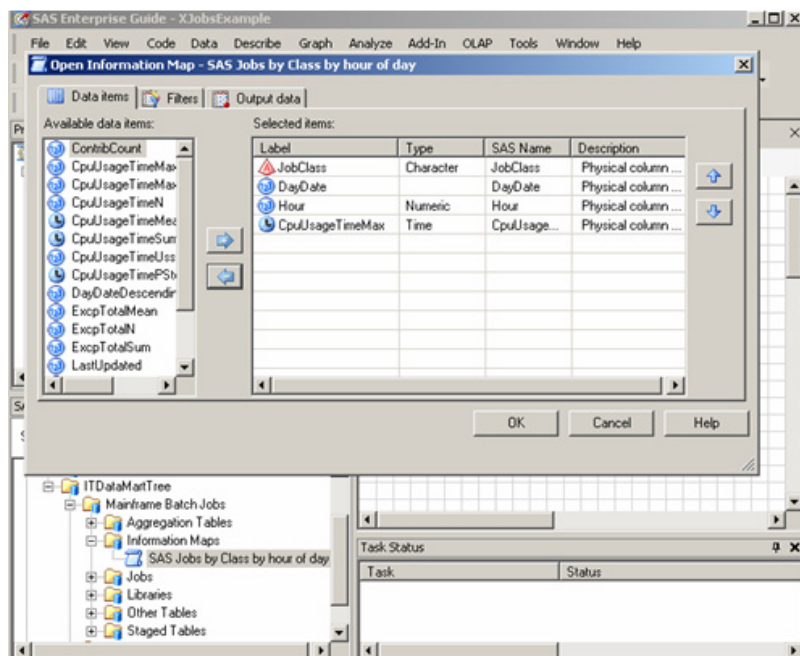 SAS Enterprise Guide - XJobsExample
File Edit View Code Data Describe Graph Analyze Add-In OLAP Tools Window Help
Open Information Map - SAS Jobs by Class by hour of day
Data items Filters Output data
Available data items: Selected items:
Label Type SAS Name Description
ContribCount
CpuUsageTimeMax
CpuUsageTimeMax
CpuUsageTimeN
CpuUsageTimeMea
CpuUsageTimeSum
CpuUsageTimeUss
CpuUsageTimePSt
DayDateDescendin
ExcpTotalMean
ExcpTotalN
ExcpTotalSum
LastUpdated
JobClass Character JobClass Physical column ...
DayDate DayDate Physical column ...
Hour Numeric Hour Physical column ...
CpuUsageTimeMax Time CpuUsage... Physical column ...
OK Cancel Help
ITDataMartTree
Mainframe Batch Jobs
Aggregation Tables
Information Maps
SAS Jobs by Class by hour of day
Jobs
Libraries
Other Tables
Staged Tables
Task Status
Task Status